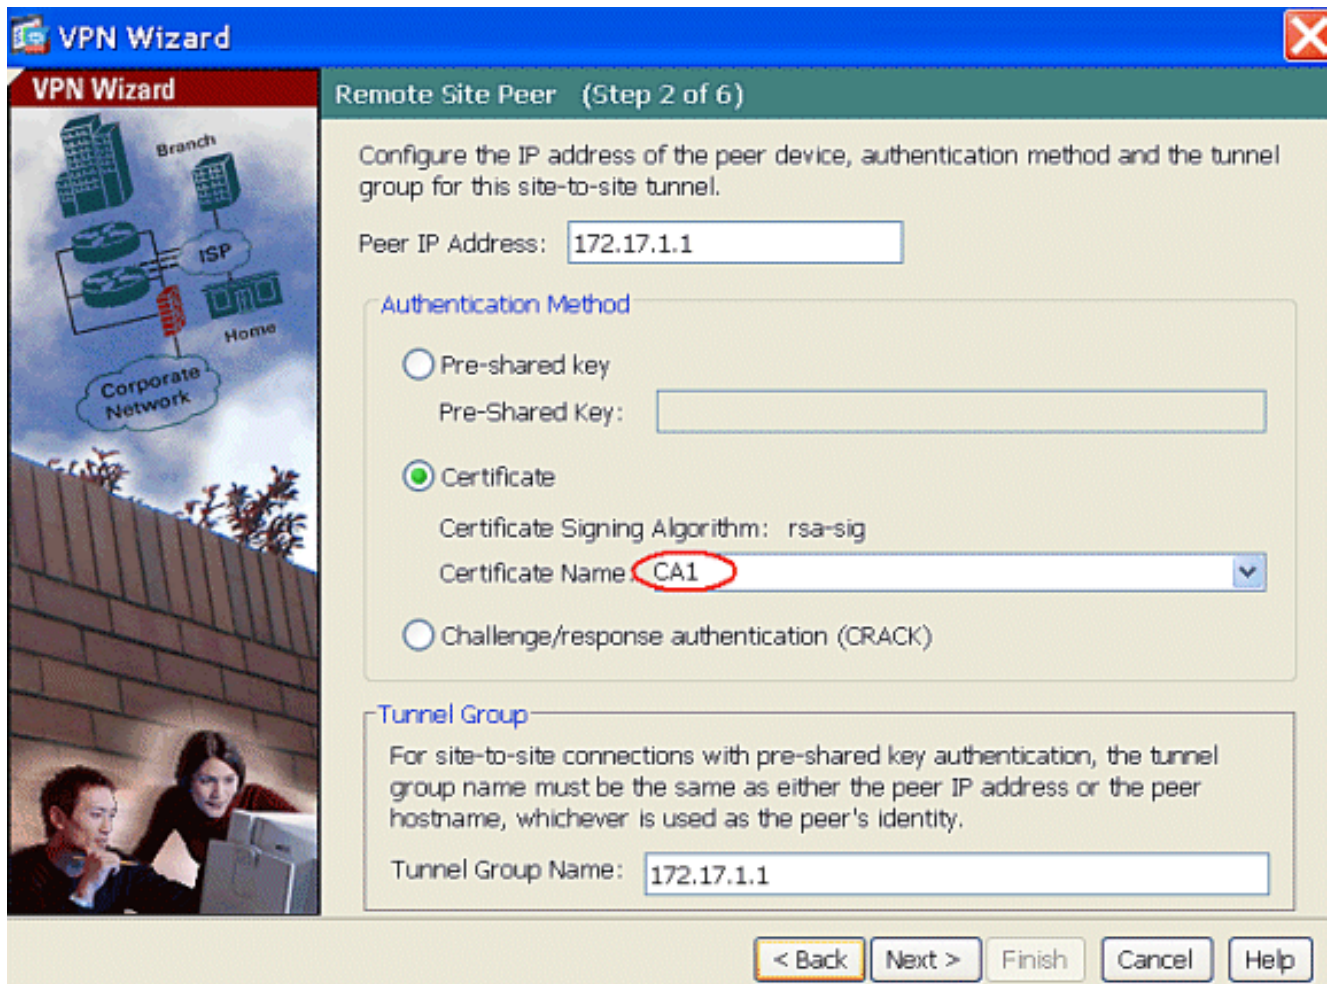 VPN Wizard
VPN Wizard
Branch
ISP
Home
Corporate
Network
Remote Site Peer (Step 2 of 6)
Configure the IP address of the peer device, authentication method and the tunnel
group for this site-to-site tunnel.
Peer IP Address: 172.17.1.1
Authentication Method
Pre-shared key
Pre-Shared Key:
Certificate
Certificate Signing Algorithm: rsa-sig
Certificate Name: CA1
Challenge/response authentication (CRACK)
Tunnel Group
For site-to-site connections with pre-shared key authentication, the tunnel
group name must be the same as either the peer IP address or the peer
hostname, whichever is used as the peer's identity.
Tunnel Group Name: 172.17.1.1
< Back Next > Finish Cancel Help